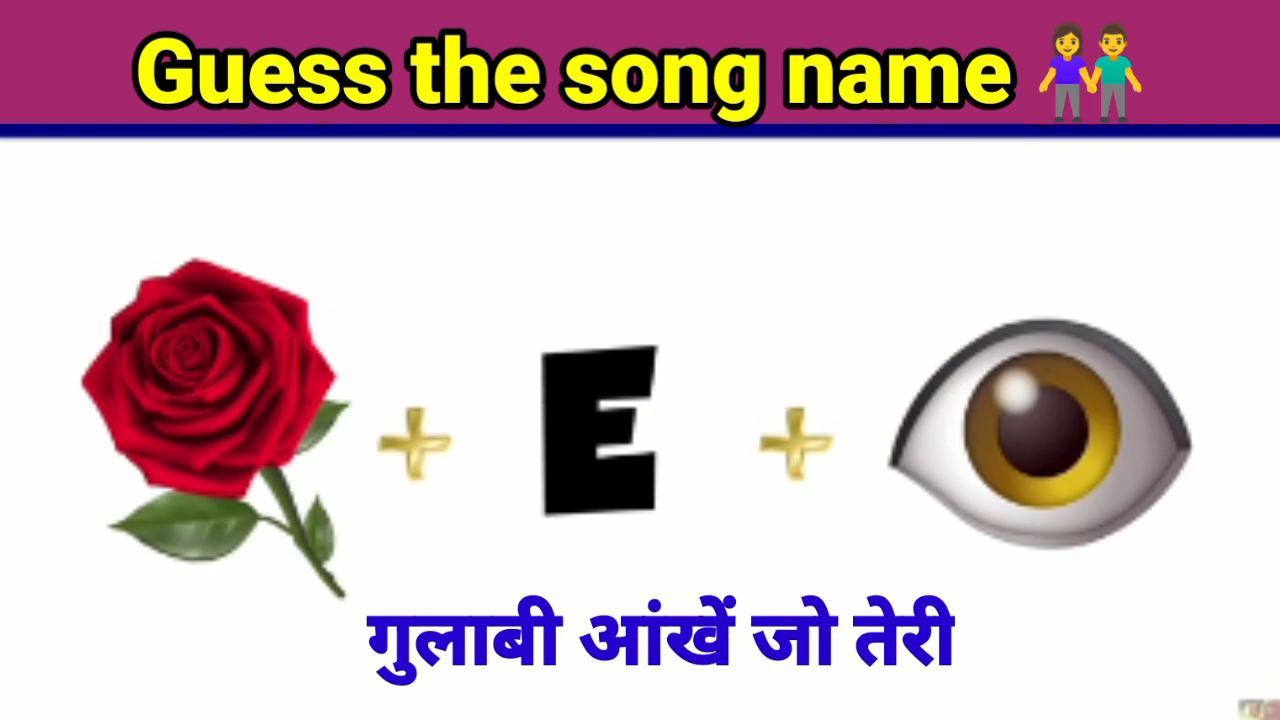 Guess the song name
+ E +
गुलाबी आंखें जो तेरी